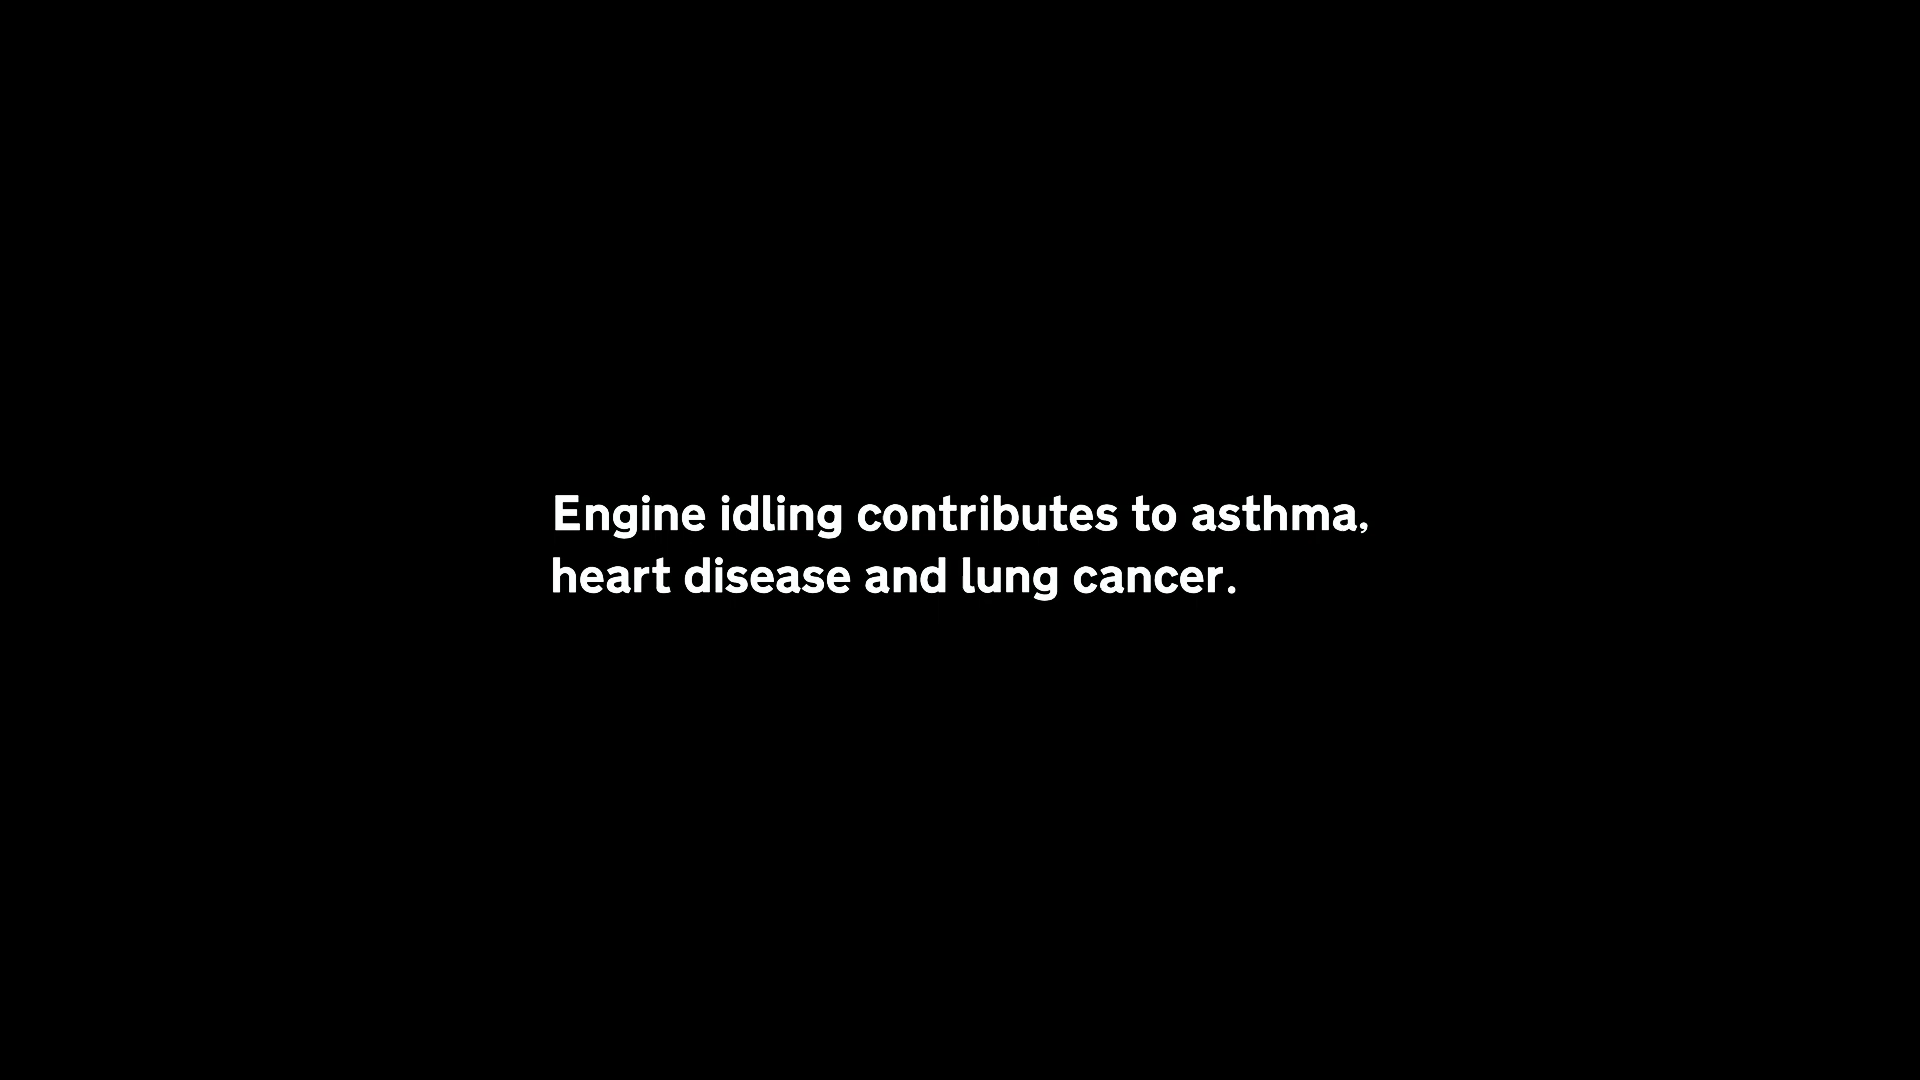 Engine idling contributes to asthma,
heart disease and lung cancer.